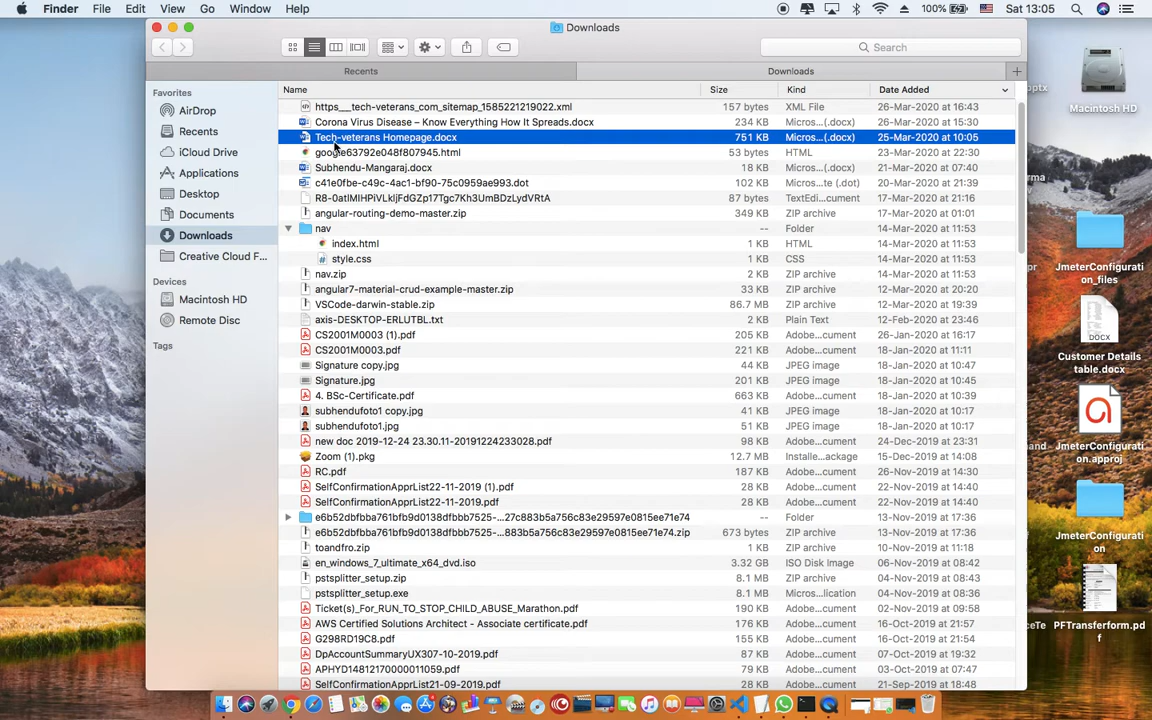 Finder File Edit View Go Window Help 100% Sat 13:05
Downloads
Search
Recents Downloads +
Favorites
AirDrop
Recents
iCloud Drive
Applications
Desktop
Documents
Downloads
Creative Cloud F...
Devices
Macintosh HD
Remote Disc
Tags
Name Size Kind Date Added
https__tech-veterans_com_sitemap_1585221219022.xml 157 bytes XML File 26-Mar-2020 at 16:43
Corona Virus Disease – Know Everything How It Spreads.docx 234 KB Micros...(.docx) 26-Mar-2020 at 15:30
Tech-veterans Homepage.docx 751 KB Micros...(.docx) 25-Mar-2020 at 10:05
google63792e048f807945.html 53 bytes HTML 23-Mar-2020 at 22:30
Subhendu-Mangaraj.docx 18 KB Micros...(.docx) 21-Mar-2020 at 07:40
c41e0fbe-c49c-4ac1-bf90-75c0959ae993.dot 102 KB Micros...te (.dot) 20-Mar-2020 at 21:39
87 bytes TextEdi...cument 17-Mar-2020 at 21:16
angular-routing-demo-master.zip 349 KB ZIP archive 17-Mar-2020 at 01:01
nav -- Folder 14-Mar-2020 at 11:53
index.html 1 KB HTML 14-Mar-2020 at 11:53
style.css 1 KB CSS 14-Mar-2020 at 11:53
nav.zip 2 KB ZIP archive 14-Mar-2020 at 11:53
angular7-material-crud-example-master.zip 33 KB ZIP archive 12-Mar-2020 at 20:20
VSCode-darwin-stable.zip 86.7 MB ZIP archive 12-Mar-2020 at 19:39
axis-DESKTOP-ERLUTBL.txt 2 KB Plain Text 12-Feb-2020 at 23:46
CS2001M0003 (1).pdf 205 KB Adobe...cument 26-Jan-2020 at 16:17
CS2001M0003.pdf 221 KB Adobe...cument 18-Jan-2020 at 11:11
Signature copy.jpg 44 KB JPEG image 18-Jan-2020 at 10:47
Signature.jpg 201 KB JPEG image 18-Jan-2020 at 10:45
4. BSc-Certificate.pdf 663 KB Adobe...cument 18-Jan-2020 at 10:39
subhendufoto1 copy.jpg 41 KB JPEG image 18-Jan-2020 at 10:17
subhendufoto1.jpg 51 KB JPEG image 18-Jan-2020 at 10:17
new doc 2019-12-24 23.30.11-20191224233028.pdf 98 KB Adobe...cument 24-Dec-2019 at 23:31
Zoom (1).pkg 12.7 MB Installe...ackage 15-Dec-2019 at 14:08
RC.pdf 187 KB Adobe...cument 26-Nov-2019 at 14:30
SelfConfirmationApprList22-11-2019 (1).pdf 28 KB Adobe...cument 22-Nov-2019 at 14:40
SelfConfirmationApprList22-11-2019.pdf 28 KB Adobe...cument 22-Nov-2019 at 14:40
e6b52dbfbba761bfb9d0138dfbbb7525-...27c883b5a756c83e29597e0815ee71e74 -- Folder 13-Nov-2019 at 17:36
e6b52dbfbba761bfb9d0138dfbbb7525-...883b5a756c83e29597e0815ee71e74.zip 673 bytes ZIP archive 13-Nov-2019 at 17:36
toandfro.zip 1 KB ZIP archive 10-Nov-2019 at 11:18
en_windows_7_ultimate_x64_dvd.iso 3.32 GB ISO Disk Image 06-Nov-2019 at 08:42
pstsplitter_setup.zip 8.1 MB ZIP archive 04-Nov-2019 at 08:43
pstsplitter_setup.exe 8.1 MB Micros...lication 04-Nov-2019 at 08:36
Ticket(s)_For_RUN_TO_STOP_CHILD_ABUSE_Marathon.pdf 190 KB Adobe...cument 02-Nov-2019 at 09:58
AWS Certified Solutions Architect - Associate certificate.pdf 176 KB Adobe...cument 16-Oct-2019 at 21:57
G298RD19C8.pdf 155 KB Adobe...cument 16-Oct-2019 at 21:54
DpAccountSummaryUX307-10-2019.pdf 87 KB Adobe...cument 07-Oct-2019 at 19:32
APHYD14812170000011059.pdf 79 KB Adobe...cument 03-Oct-2019 at 07:47
SelfConfirmationApprList21-09-2019.pdf 28 KB Adobe...cument 21-Sep-2019 at 18:48
Macintosh HD
JmeterConfigurati
on_files
DOCX
Customer Details
table.docx
JmeterConfigurati
on.approj
JmeterConfigurati
on
PFTransferform.pd
f